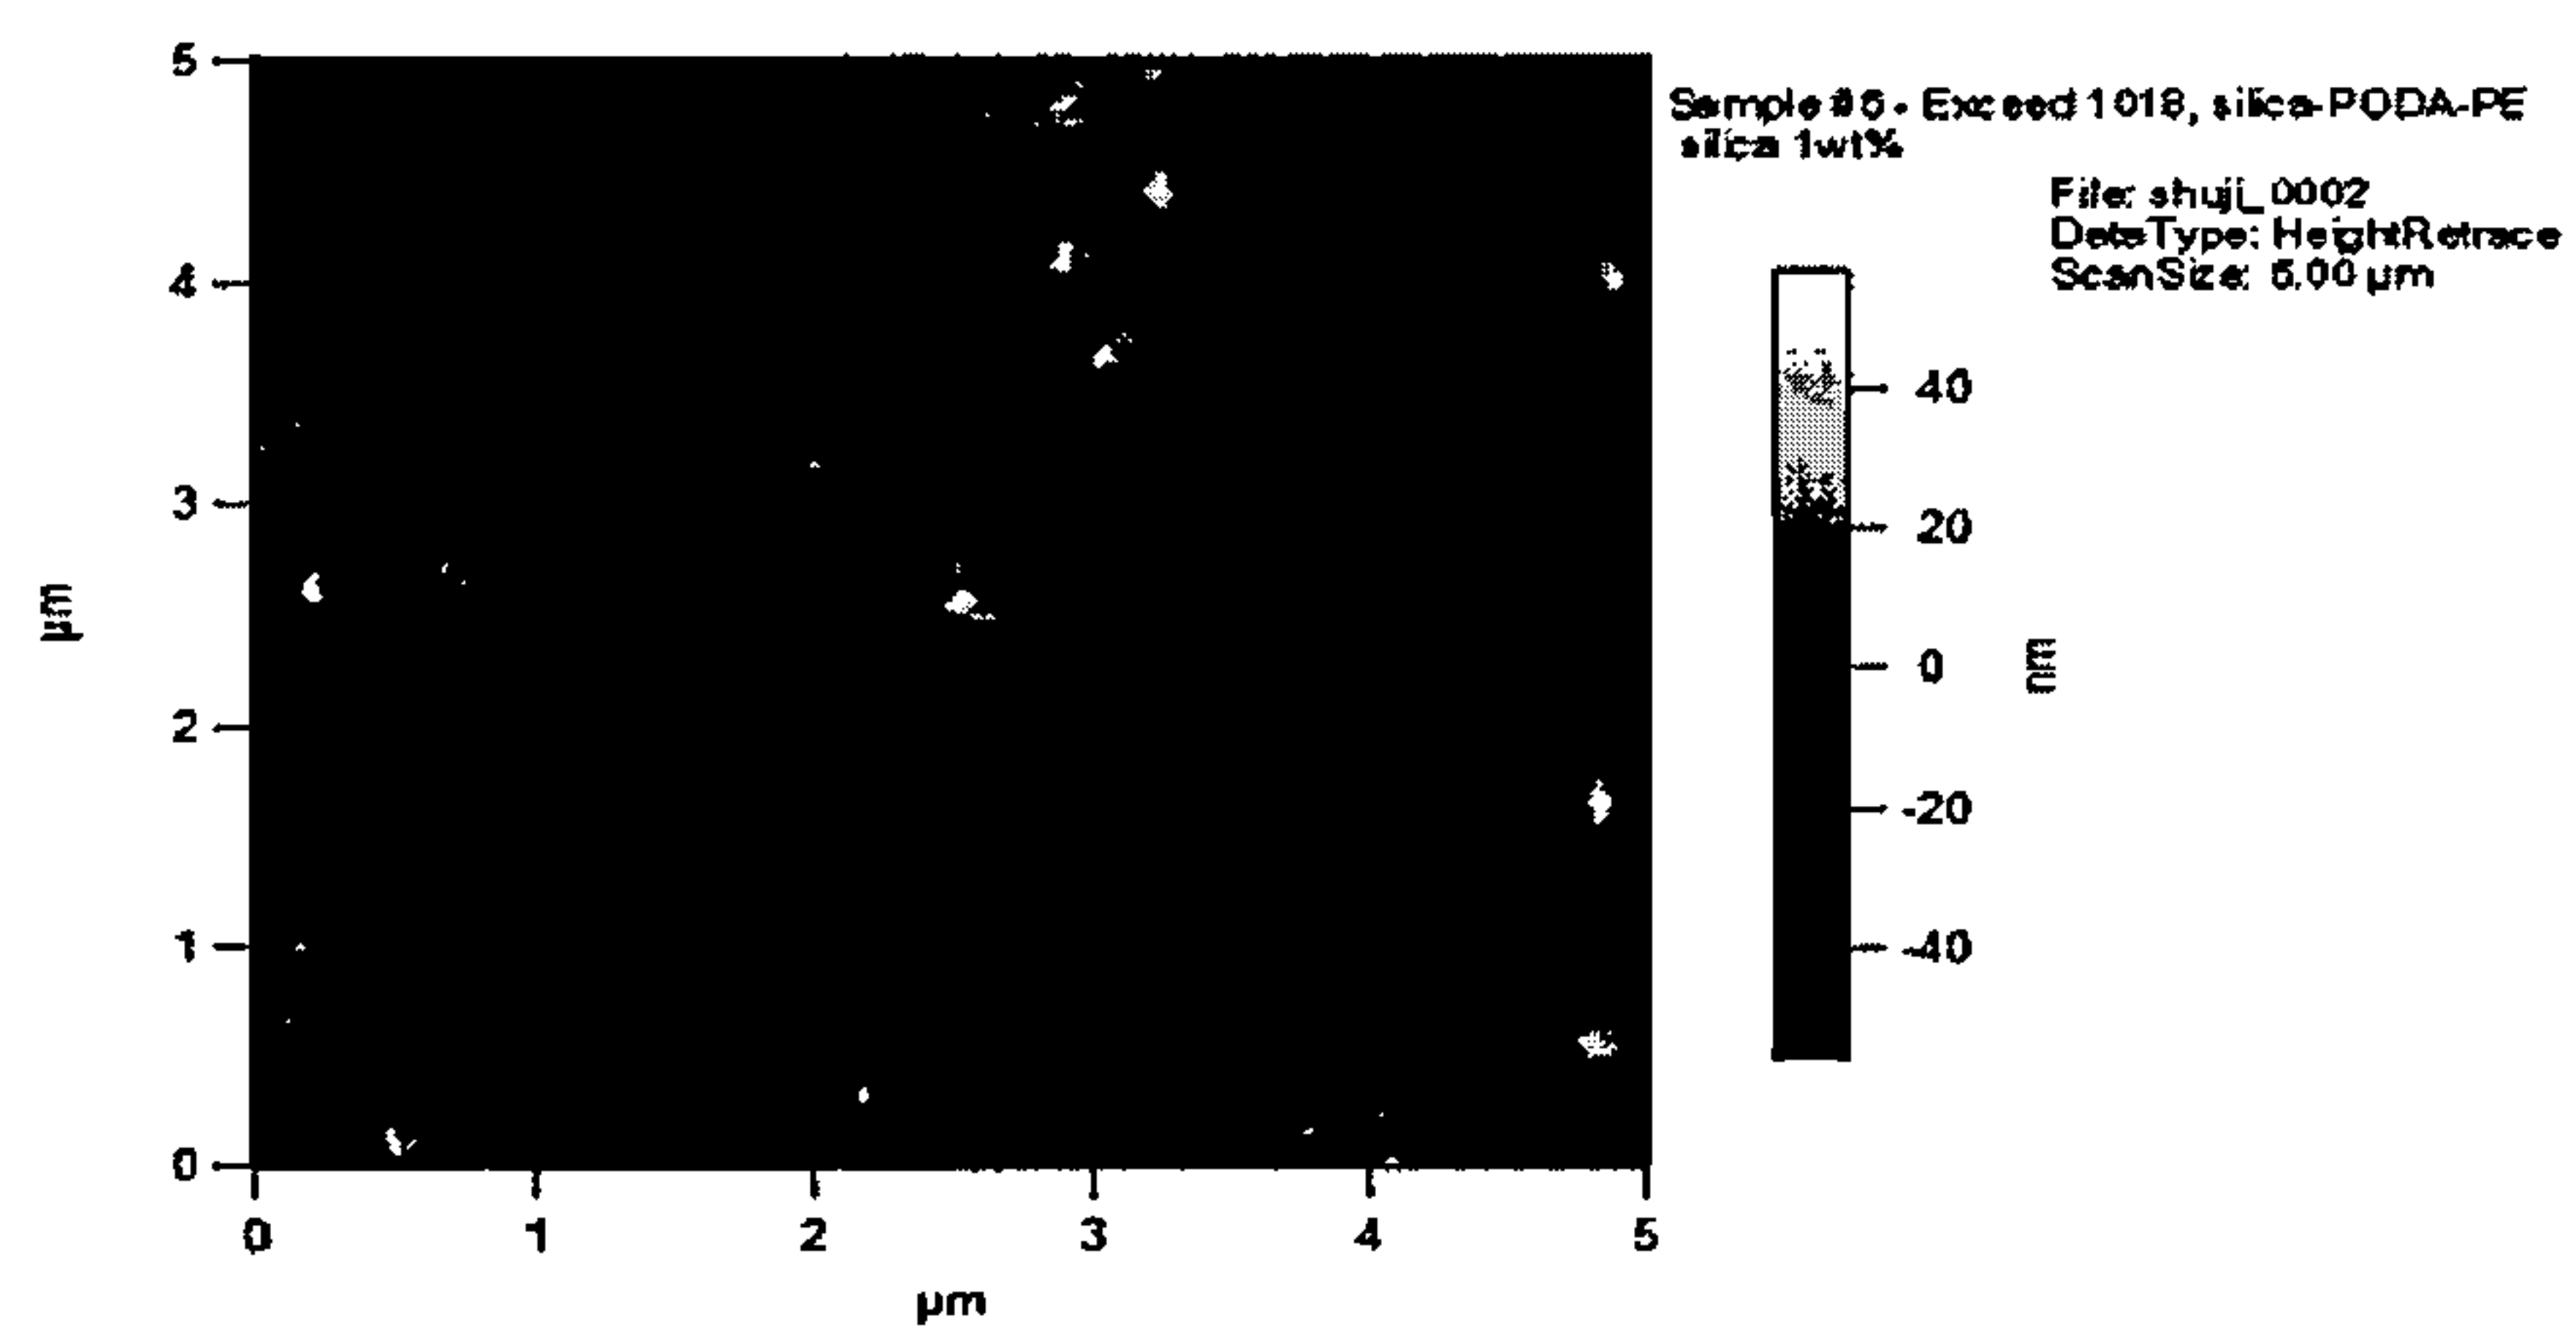 Sample #6 - Exceed 1018, silica-PODA-PE
silica 1wt%
File: shuji_0002
DataType: HeightRetrace
ScanSize: 5.00 µm
5
4
3
2
1
0
µm
0
1
2
3
4
5
µm
40
20
0
-20
-40
nm